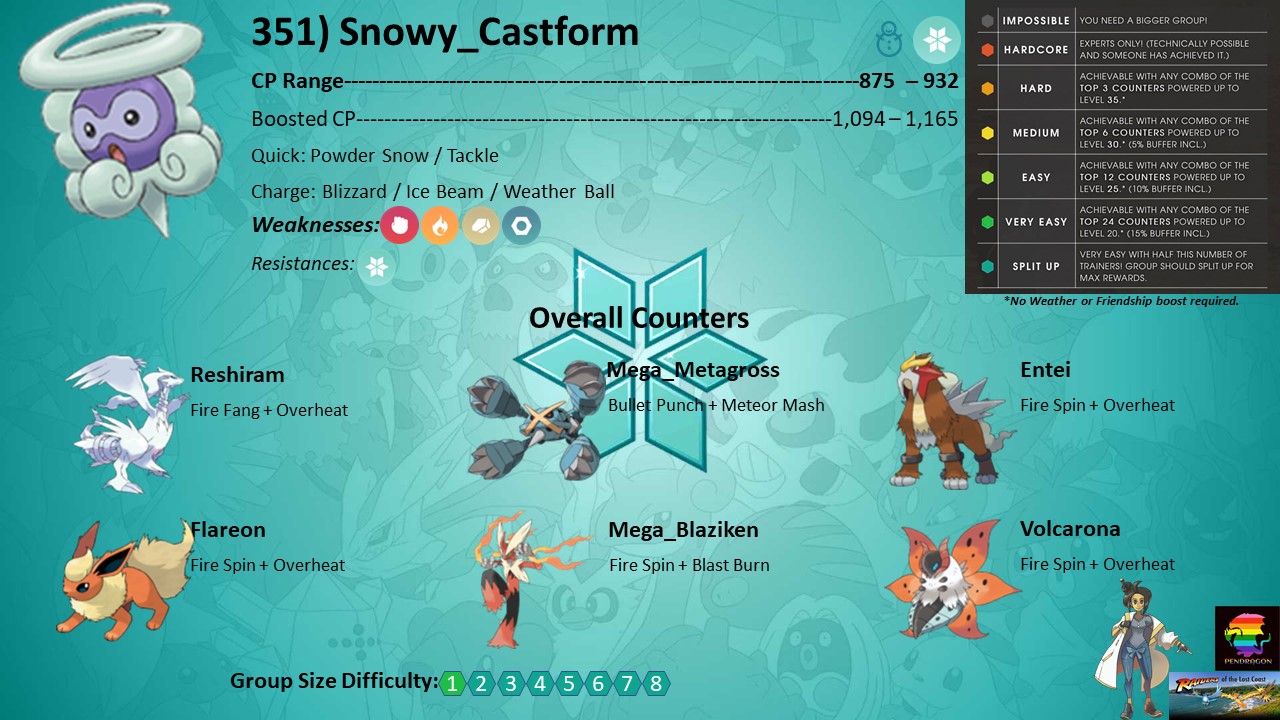 351) Snowy_Castform
CP Range---875 – 932
Boosted CP---1,094 – 1,165
Quick: Powder Snow / Tackle
Charge: Blizzard / Ice Beam / Weather Ball
Weaknesses:
Resistances:
IMPOSSIBLE YOU NEED A BIGGER GROUP!
HARDCORE EXPERTS ONLY! (TECHNICALLY POSSIBLE
AND SOMEONE HAS ACHIEVED IT.)
HARD ACHIEVABLE WITH ANY COMBO OF THE
TOP 3 COUNTERS POWERED UP TO
LEVEL 35.*
MEDIUM ACHIEVABLE WITH ANY COMBO OF THE
TOP 6 COUNTERS POWERED UP TO
LEVEL 30.* (5% BUFFER INCL.)
EASY ACHIEVABLE WITH ANY COMBO OF THE
TOP 12 COUNTERS POWERED UP TO
LEVEL 25.* (10% BUFFER INCL.)
VERY EASY ACHIEVABLE WITH ANY COMBO OF THE
TOP 24 COUNTERS POWERED UP TO
LEVEL 20.* (15% BUFFER INCL.)
SPLIT UP VERY EASY WITH HALF THIS NUMBER OF
TRAINERS! GROUP SHOULD SPLIT UP FOR
MAX REWARDS.
*No Weather or Friendship boost required.
Overall Counters
Reshiram
Fire Fang + Overheat
Mega_Metagross
Bullet Punch + Meteor Mash
Entei
Fire Spin + Overheat
Flareon
Fire Spin + Overheat
Mega_Blaziken
Fire Spin + Blast Burn
Volcarona
Fire Spin + Overheat
Group Size Difficulty: 1 2 3 4 5 6 7 8
PENDRAGON
RAIDERS of the Lost Coast